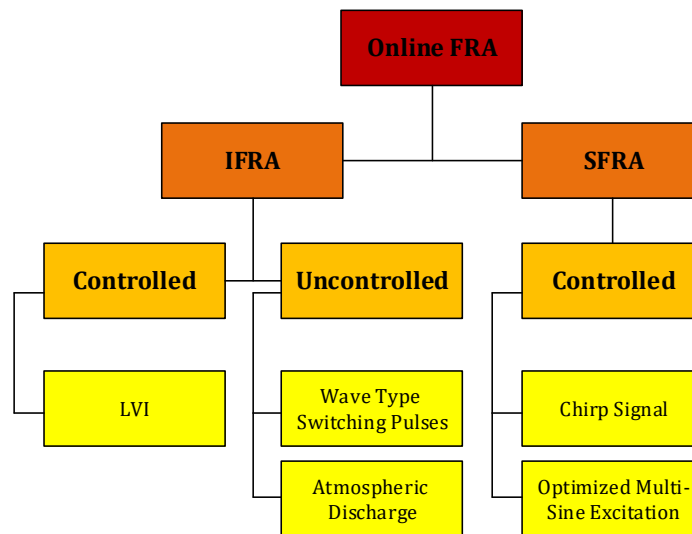 Online FRA
IFRA
SFRA
Controlled
Uncontrolled
Controlled
LVI
Wave Type
Switching Pulses
Chirp Signal
Atmospheric
Discharge
Optimized Multi-
Sine Excitation